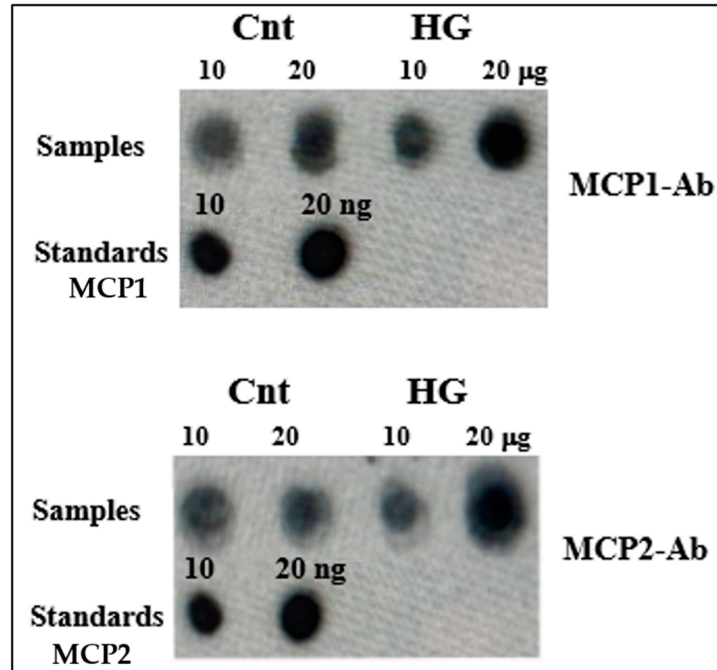 Cnt HG
10 20 10 20 μg
Samples
MCP1-Ab
10 20 ng
Standards
MCP1
Cnt HG
10 20 10 20 μg
Samples
MCP2-Ab
10 20 ng
Standards
MCP2